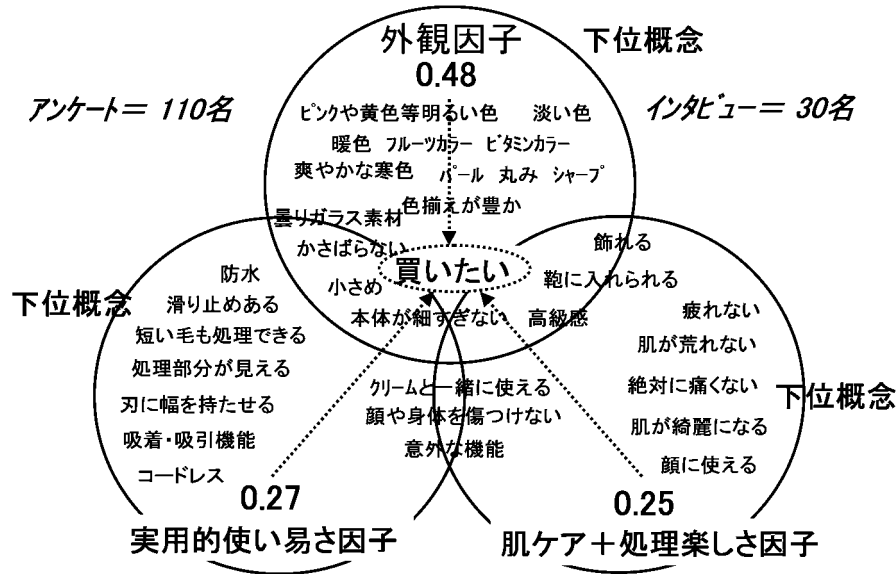 外観因子
下位概念
0.48
アンケート＝ 110名
インタビュー＝ 30名
ピンクや黄色等明るい色 淡い色
暖色 フルーツカラー ビタミンカラー
爽やかな寒色 パール 丸み シャープ
色揃えが豊か
曇りガラス素材
かさばらない
飾れる
買いたい
防水
小さめ
鞄に入れられる
下位概念
滑り止めある
本体が細すぎない 高級感
疲れない
短い毛も処理できる
肌が荒れない
処理部分が見える
クリームと一緒に使える
絶対に痛くない
下位概念
刃に幅を持たせる
顔や身体を傷つけない
肌が綺麗になる
吸着・吸引機能
意外な機能
顔に使える
コードレス
0.27
0.25
実用的使い易さ因子
肌ケア＋処理楽しさ因子